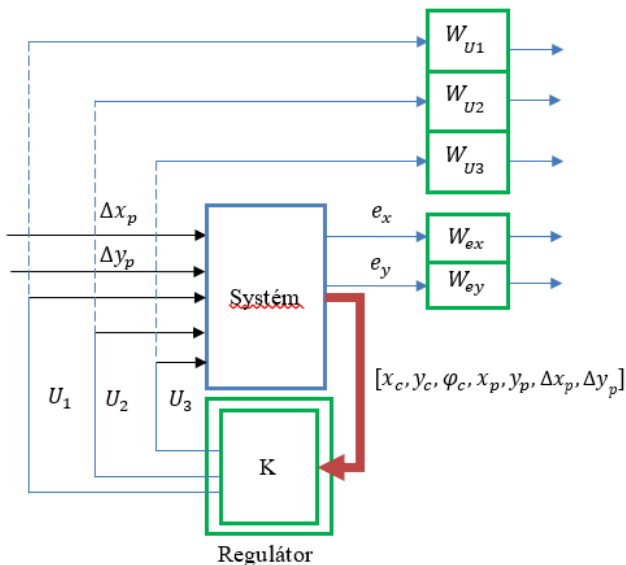 W_{U1}
W_{U2}
W_{U3}
Δx_p
e_x
W_{ex}
Δy_p
e_y
W_{ey}
Systém
[x_c, y_c, φ_c, x_p, y_p, Δx_p, Δy_p]
U_1 U_2 U_3
K
Regulátor